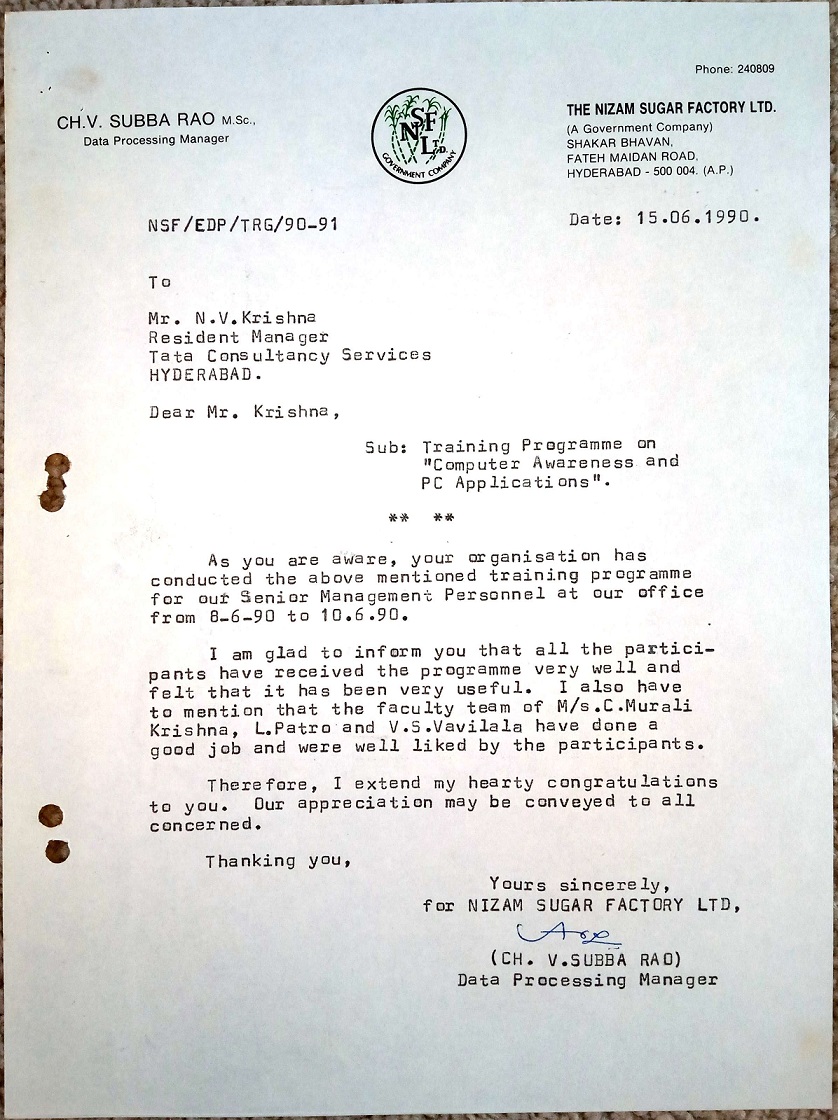 Phone: 240809
CH.V. SUBBA RAO M.Sc.,
Data Processing Manager
NSF LTD.
GOVERNMENT COMPANY
THE NIZAM SUGAR FACTORY LTD.
(A Government Company)
SHAKAR BHAVAN,
FATEH MAIDAN ROAD,
HYDERABAD - 500 004. (A.P.)
NSF/EDP/TRG/90-91
Date: 15.06.1990.
To
Mr. N.V.Krishna
Resident Manager
Tata Consultancy Services
HYDERABAD.
Dear Mr. Krishna,
Sub: Training Programme on
"Computer Awareness and
PC Applications".
** **
As you are aware, your organisation has
conducted the above mentioned training programme
for our Senior Management Personnel at our office
from 8-6-90 to 10.6.90.
I am glad to inform you that all the partici-
pants have received the programme very well and
felt that it has been very useful. I also have
to mention that the faculty team of M/s.C.Murali
Krishna, L.Patro and V.S.Vavilala have done a
good job and were well liked by the participants.
Therefore, I extend my hearty congratulations
to you. Our appreciation may be conveyed to all
concerned.
Thanking you,
Yours sincerely,
for NIZAM SUGAR FACTORY LTD,
(CH. V.SUBBA RAO)
Data Processing Manager